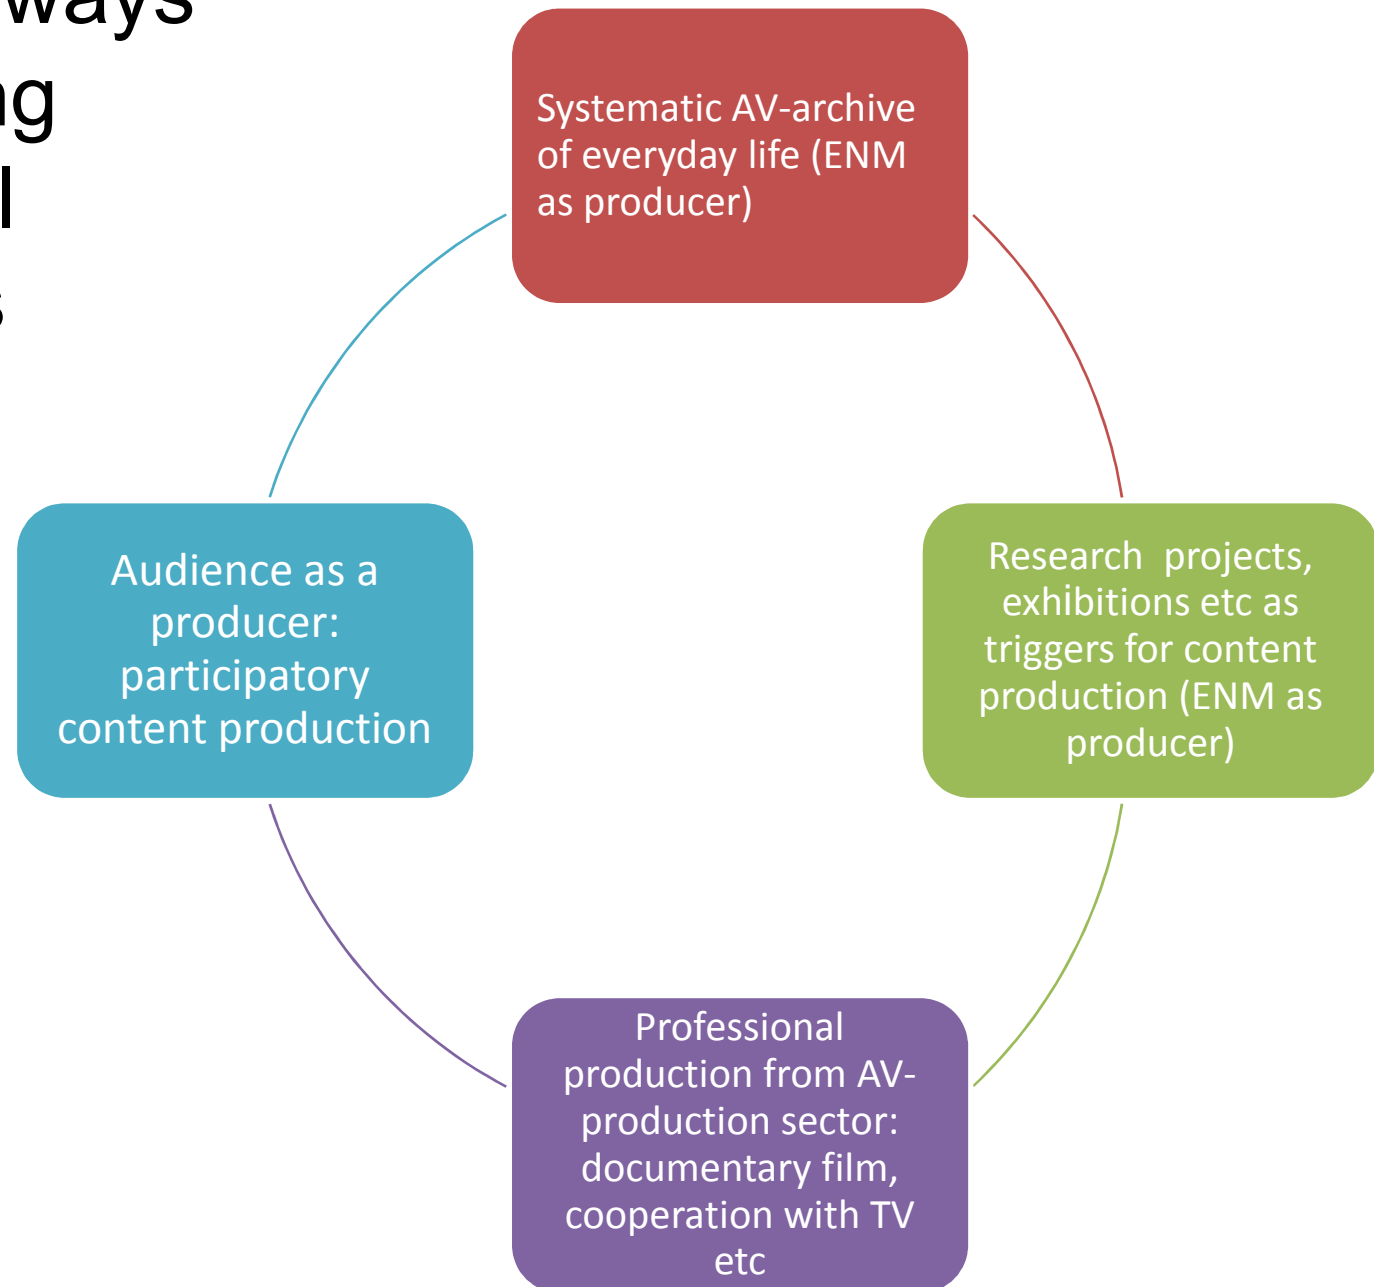 ways
ng
l
s
Systematic AV-archive
of everyday life (ENM
as producer)
Audience as a
producer:
participatory
content production
Research  projects,
exhibitions etc as
triggers for content
production (ENM as
producer)
Professional
production from AV-
production sector:
documentary film,
cooperation with TV
etc